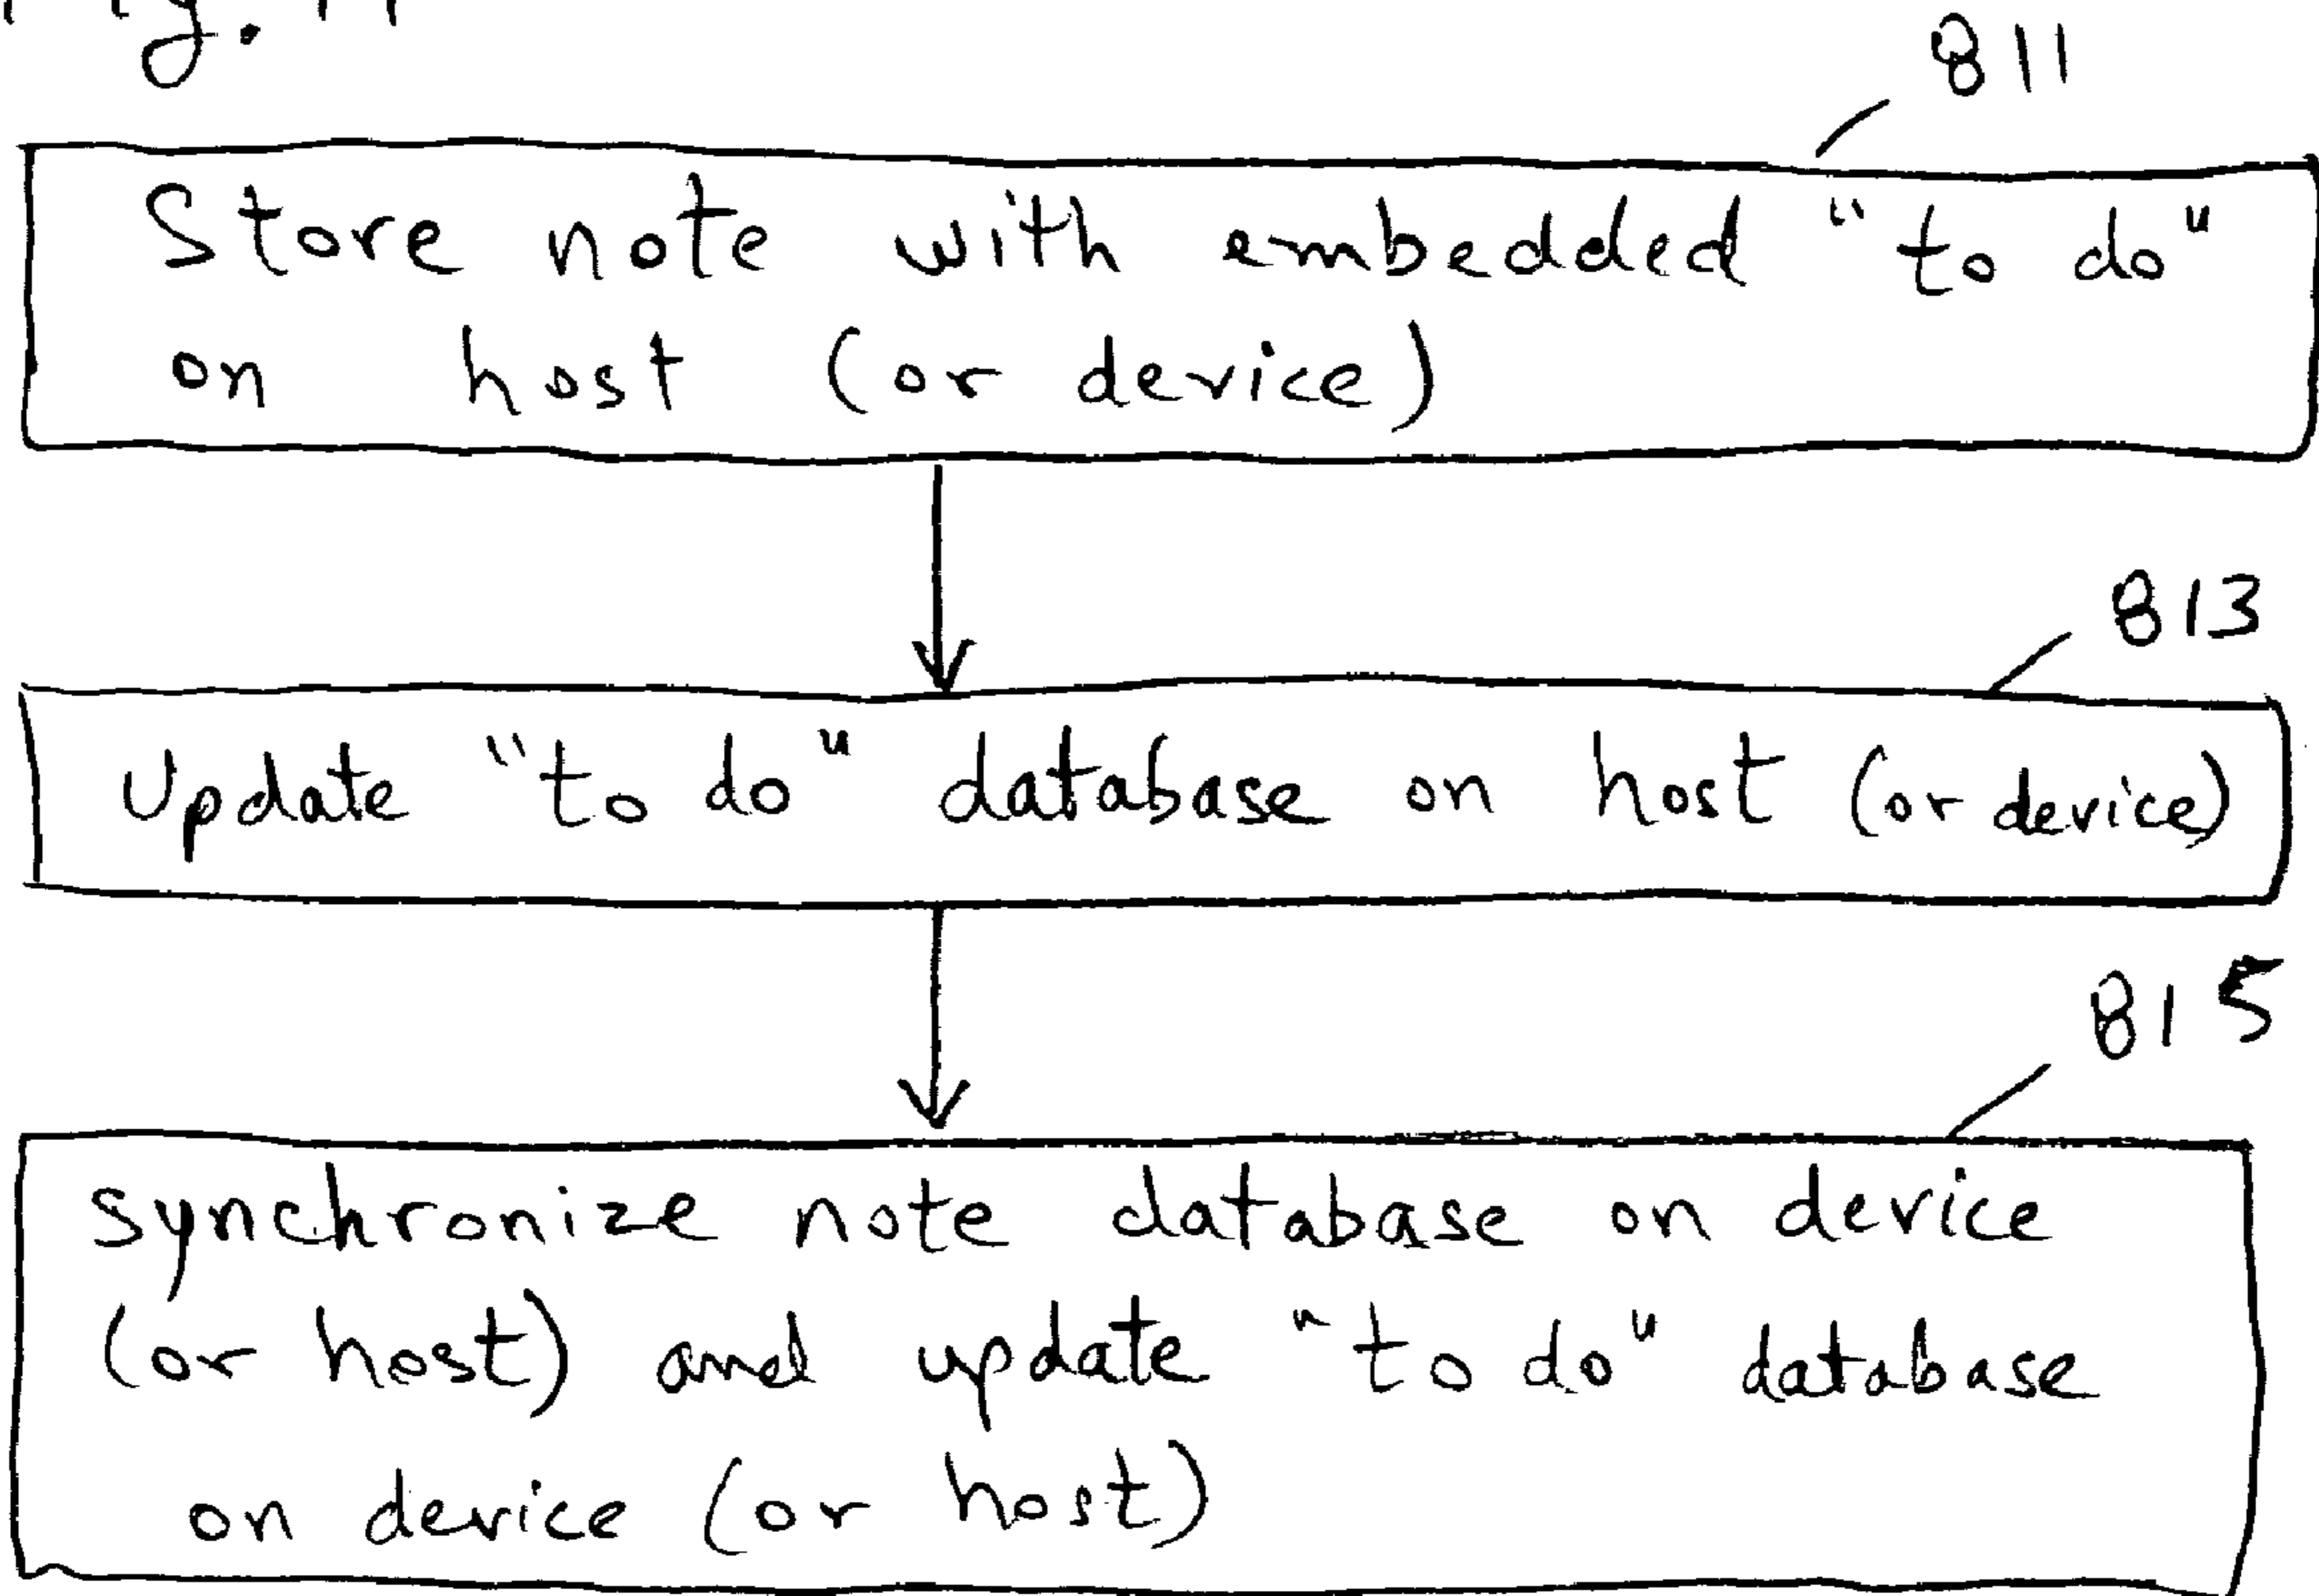 811
Store note with embedded "to do"
on host (or device)
813
Update "to do" database on host (or device)
815
synchronize note database on device
(or host) and update "to do" database
on device (or host)